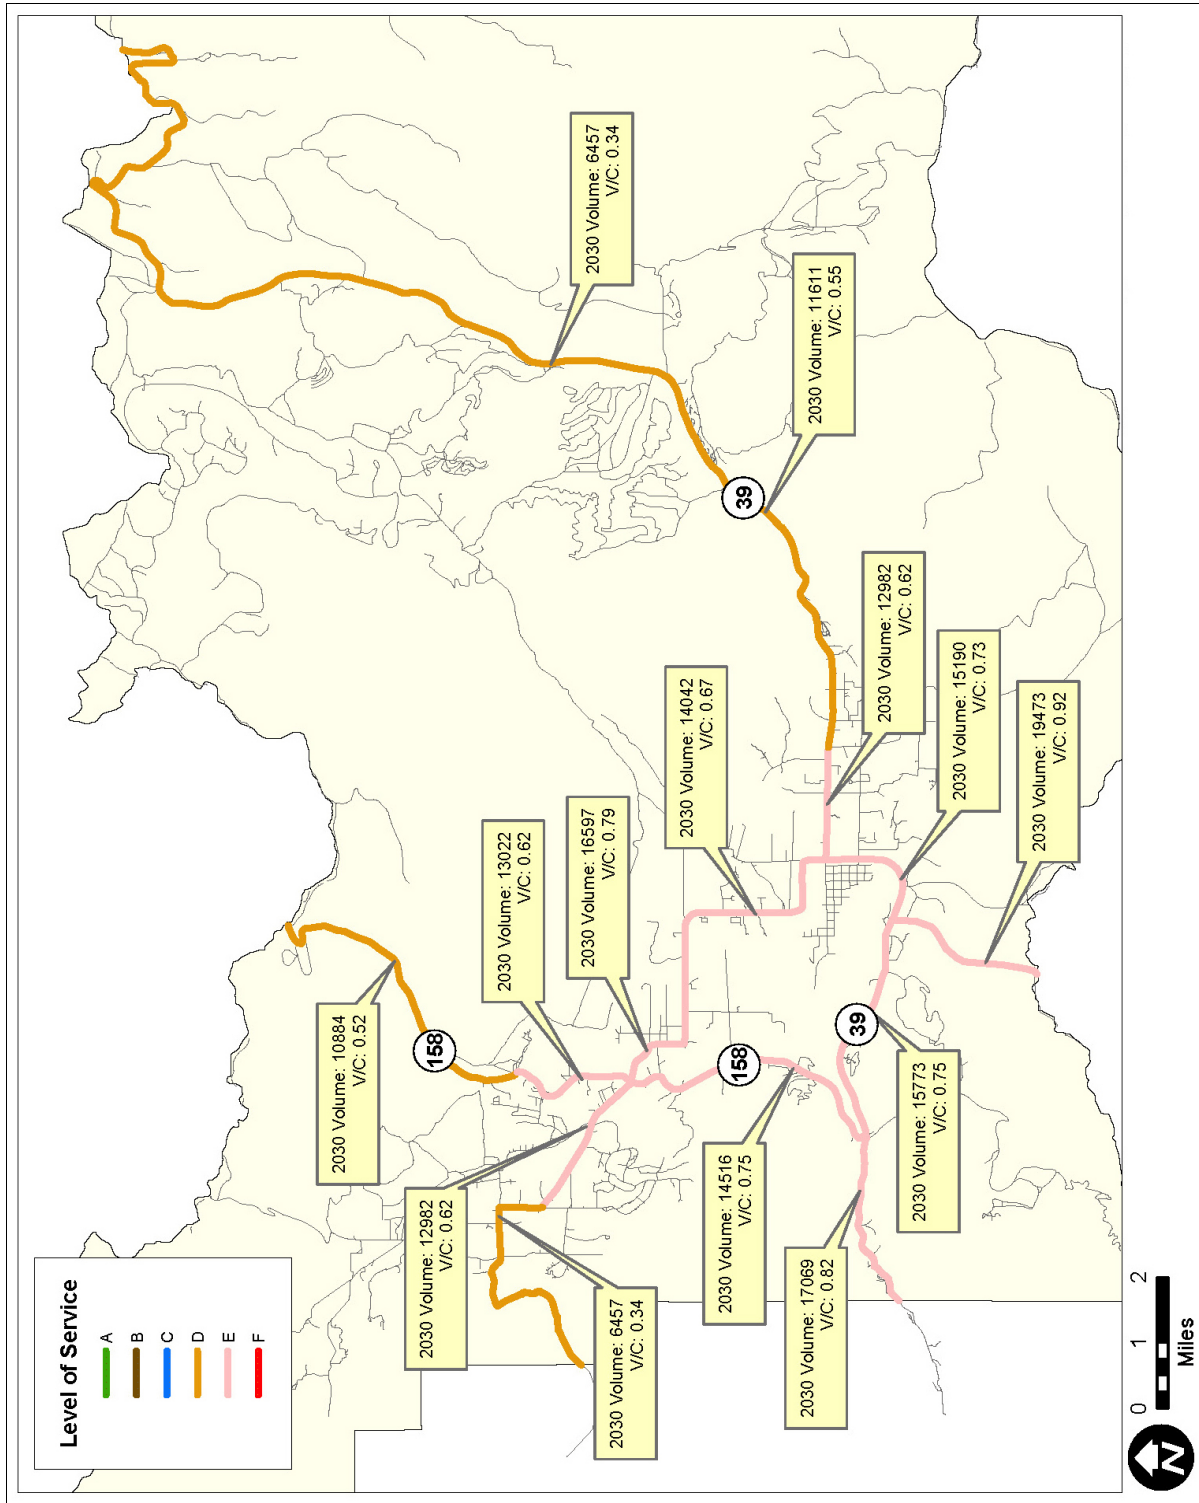 Level of Service
A
B
C
D
E
F
2030 Volume: 10884
V/C: 0.52
158
2030 Volume: 12982
V/C: 0.62
2030 Volume: 13022
V/C: 0.62
2030 Volume: 16597
V/C: 0.79
2030 Volume: 6457
V/C: 0.34
2030 Volume: 6457
V/C: 0.34
2030 Volume: 14042
V/C: 0.67
2030 Volume: 14516
V/C: 0.75
158
39
2030 Volume: 17069
V/C: 0.82
2030 Volume: 11611
V/C: 0.55
39
2030 Volume: 12982
V/C: 0.62
2030 Volume: 15773
V/C: 0.75
2030 Volume: 15190
V/C: 0.73
2030 Volume: 19473
V/C: 0.92
N
0 1 2
Miles